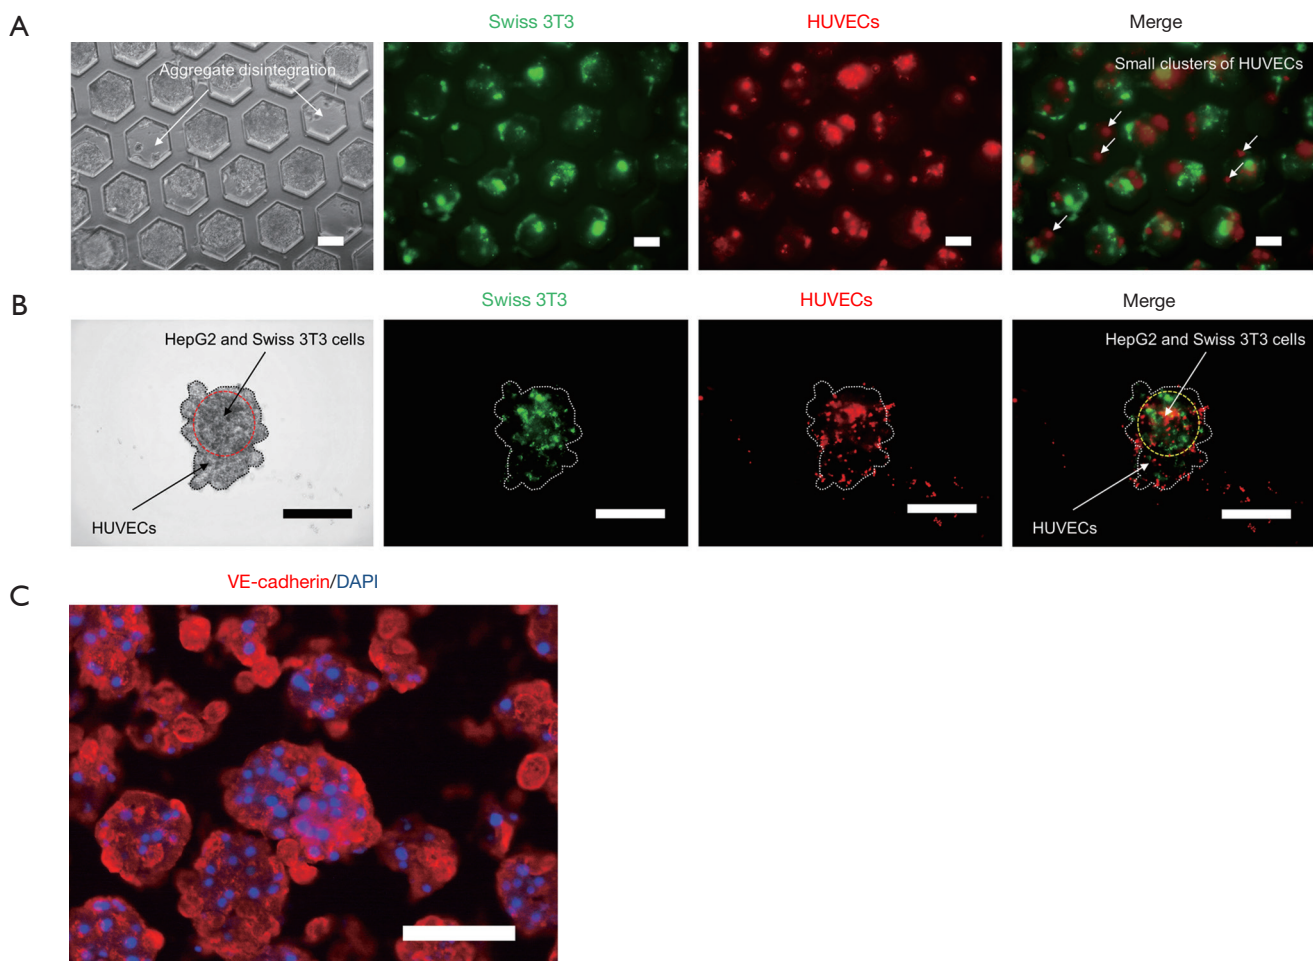 A
Swiss 3T3
HUVECs
Merge
Aggregate disintegration
Small clusters of HUVECs
B
Swiss 3T3
HUVECs
Merge
HepG2 and Swiss 3T3 cells
HUVECs
HepG2 and Swiss 3T3 cells
HUVECs
C
VE-cadherin/DAPI